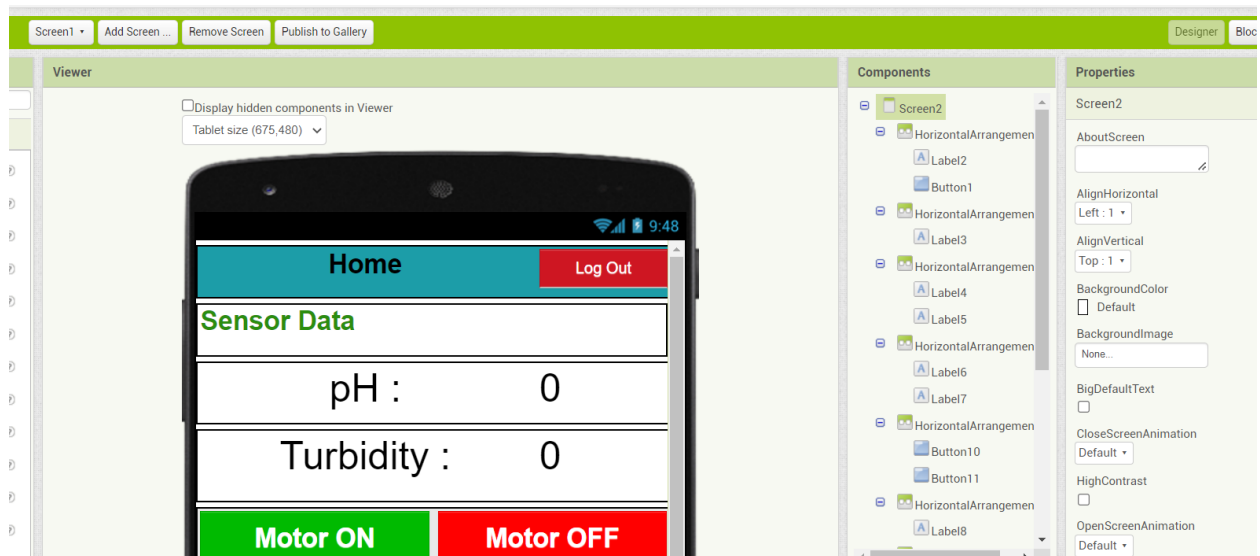 Screen1 Add Screen ... Remove Screen Publish to Gallery Designer Bloc
Viewer
Display hidden components in Viewer
Tablet size (675,480)
9:48
Home
Log Out
Sensor Data
pH : 0
Turbidity : 0
Motor ON Motor OFF
Components
Screen2
HorizontalArrangemen
Label2
Button1
HorizontalArrangemen
Label3
HorizontalArrangemen
Label4
Label5
HorizontalArrangemen
Label6
Label7
HorizontalArrangemen
Button10
Button11
HorizontalArrangemen
Label8
Properties
Screen2
AboutScreen
AlignHorizontal
Left : 1
AlignVertical
Top : 1
BackgroundColor
Default
BackgroundImage
None...
BigDefaultText
CloseScreenAnimation
Default
HighContrast
OpenScreenAnimation
Default